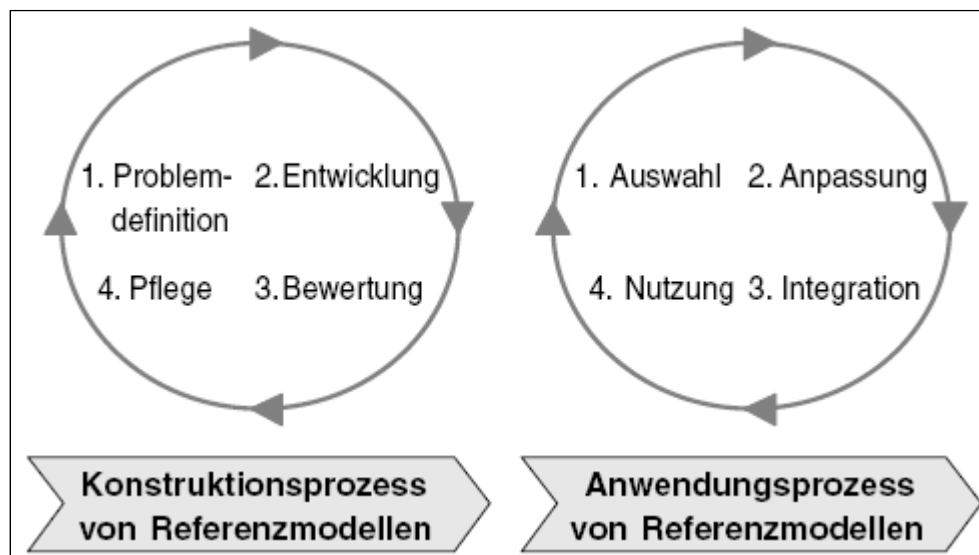 1. Problem-
definition
2.Entwicklung
4. Pflege
3.Bewertung
Konstruktionsprozess
von Referenzmodellen
1. Auswahl
2. Anpassung
4. Nutzung
3. Integration
Anwendungsprozess
von Referenzmodellen